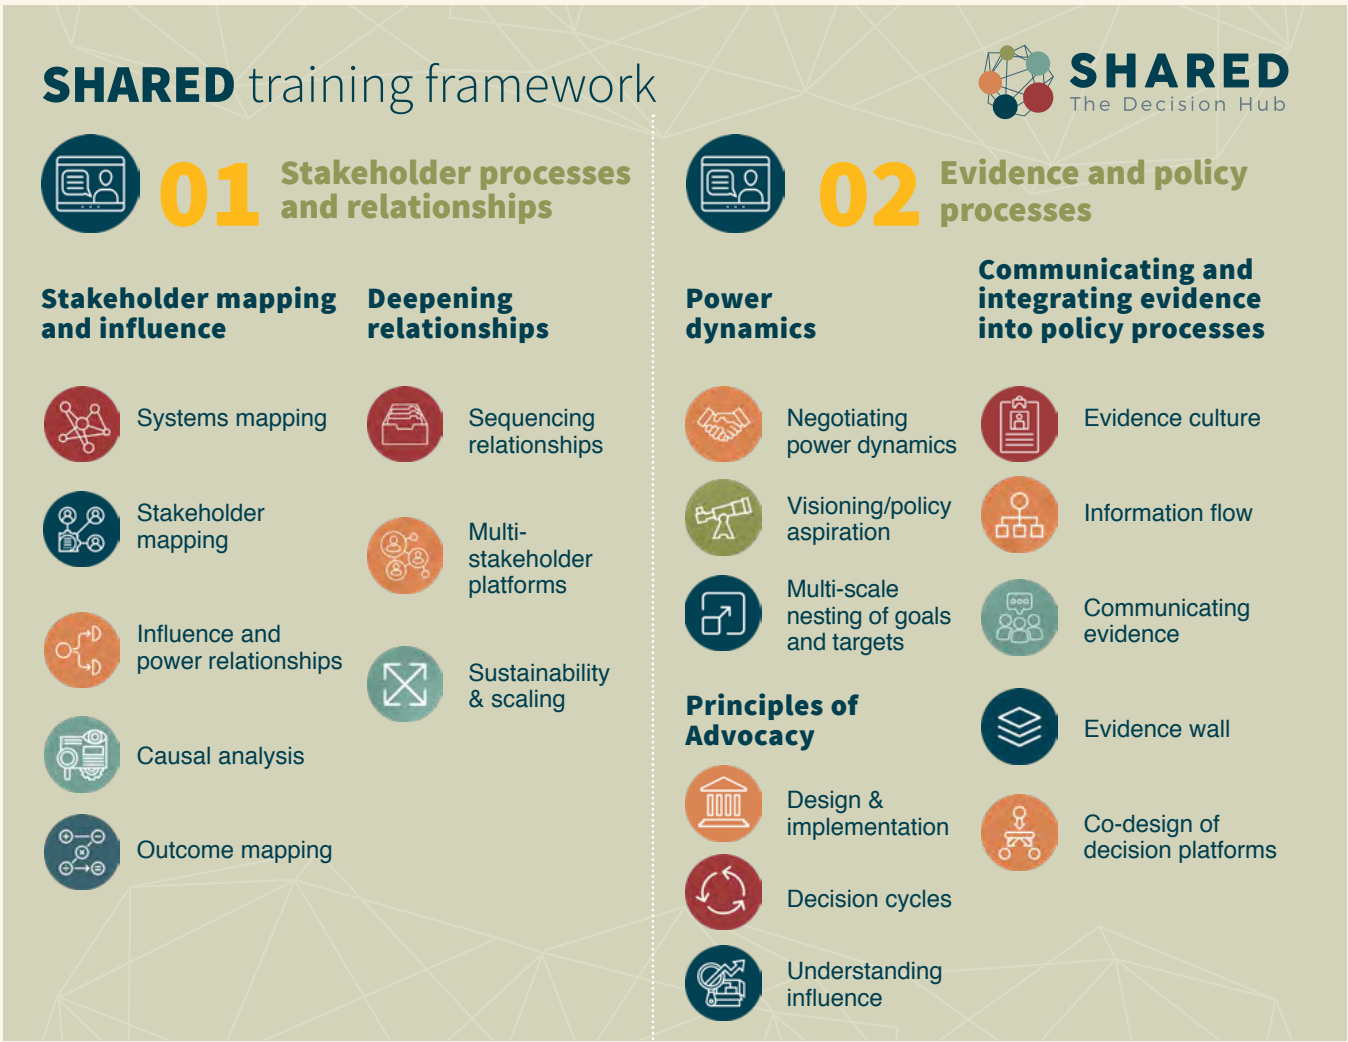 SHARED training framework
SHARED
The Decision Hub
01
Stakeholder processes
and relationships
Stakeholder mapping
and influence
Systems mapping
Stakeholder
mapping
Influence and
power relationships
Causal analysis
Outcome mapping
Deepening
relationships
Sequencing
relationships
Multi-
stakeholder
platforms
Sustainability
& scaling
02
Evidence and policy
processes
Power
dynamics
Negotiating
power dynamics
Visioning/policy
aspiration
Multi-scale
nesting of goals
and targets
Principles of
Advocacy
Design &
implementation
Decision cycles
Understanding
influence
Communicating and
integrating evidence
into policy processes
Evidence culture
Information flow
Communicating
evidence
Evidence wall
Co-design of
decision platforms